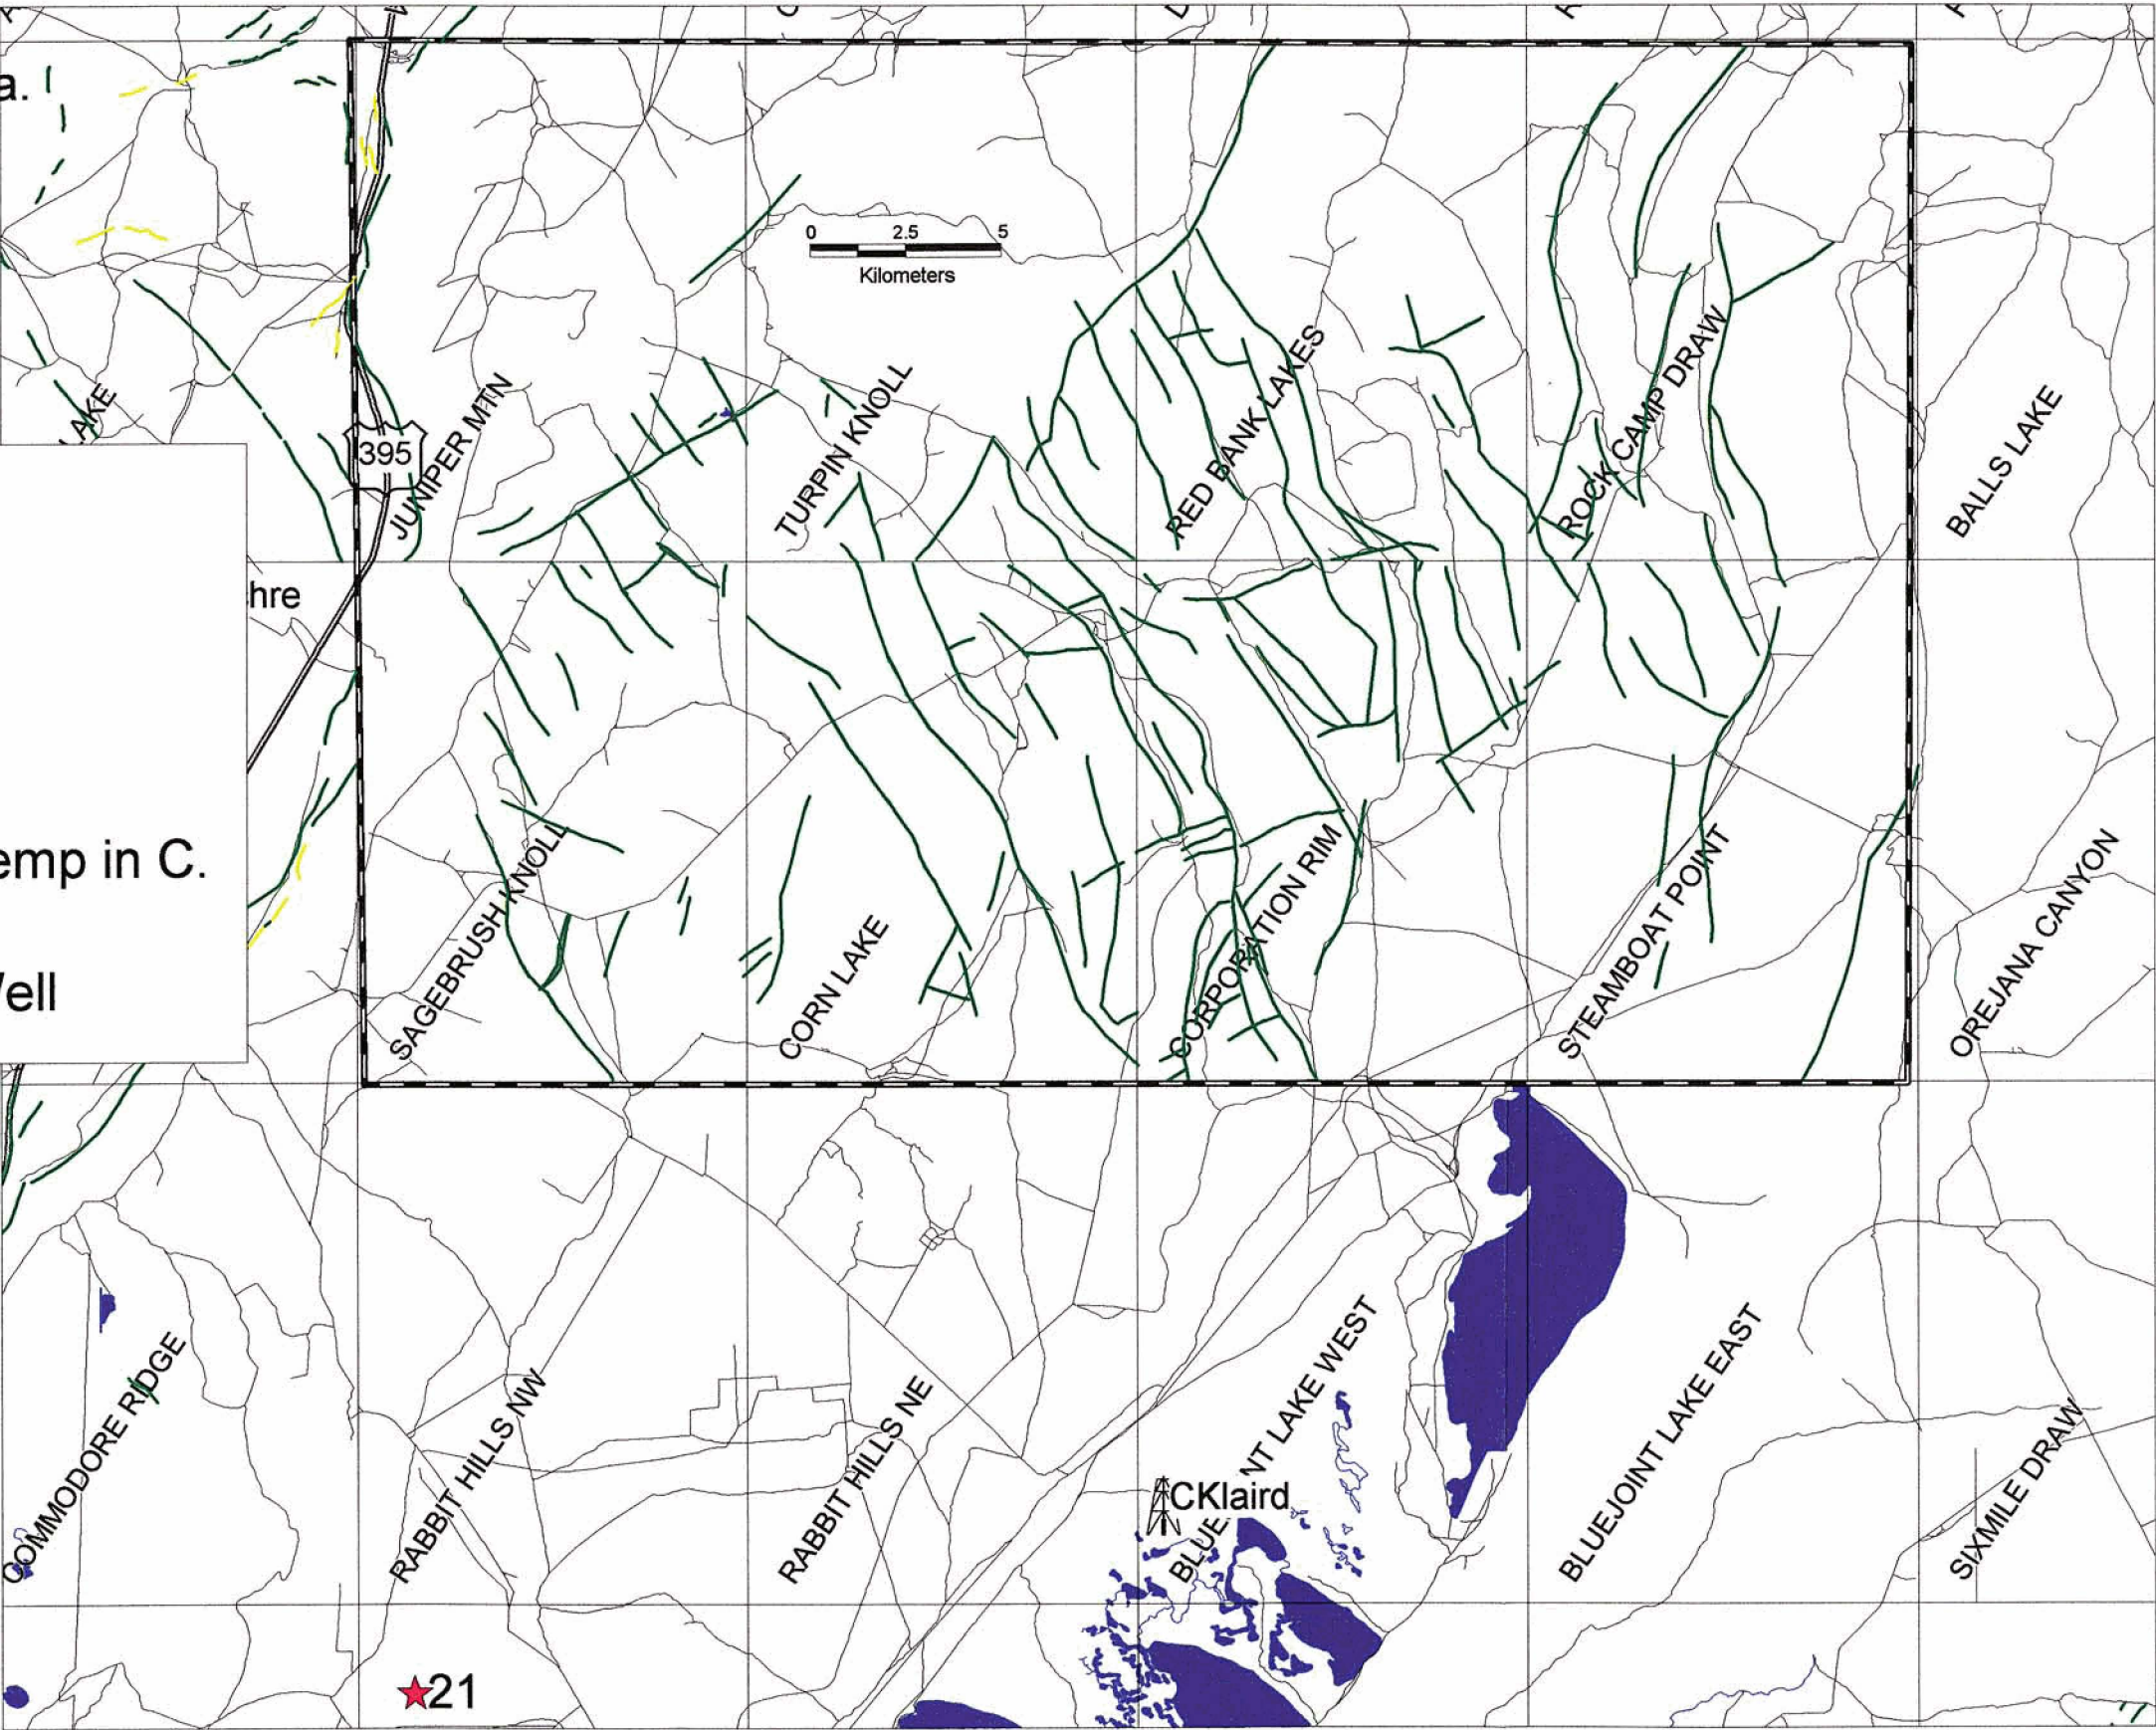 a.
0 2.5 5
Kilometers
LAKE
395
JUNIPER MTN
TURPIN KNOLL
RED BANK LAKES
ROCK CAMP DRAW
BALLS LAKE
hre
emp in C.
ell
SAGEBRUSH KNOLL
CORN LAKE
CORPORATION RIM
STEAMBOAT POINT
OREJANA CANYON
COMMODORE RIDGE
RABBIT HILLS NW
RABBIT HILLS NE
CKlaird
BLUE NT LAKE WEST
BLUEJOINT LAKE EAST
SIXMILE DRAW
21